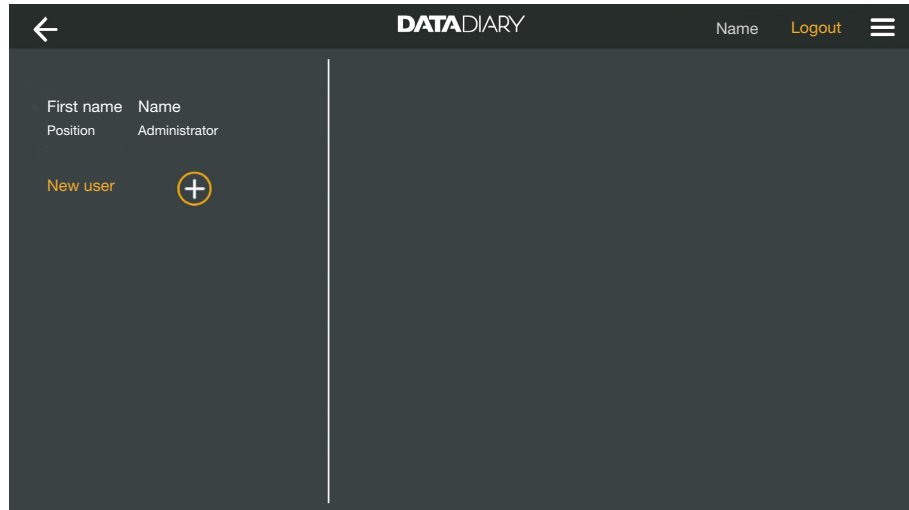 DATADIARY
Name Logout
First name Name
Position Administrator
New user